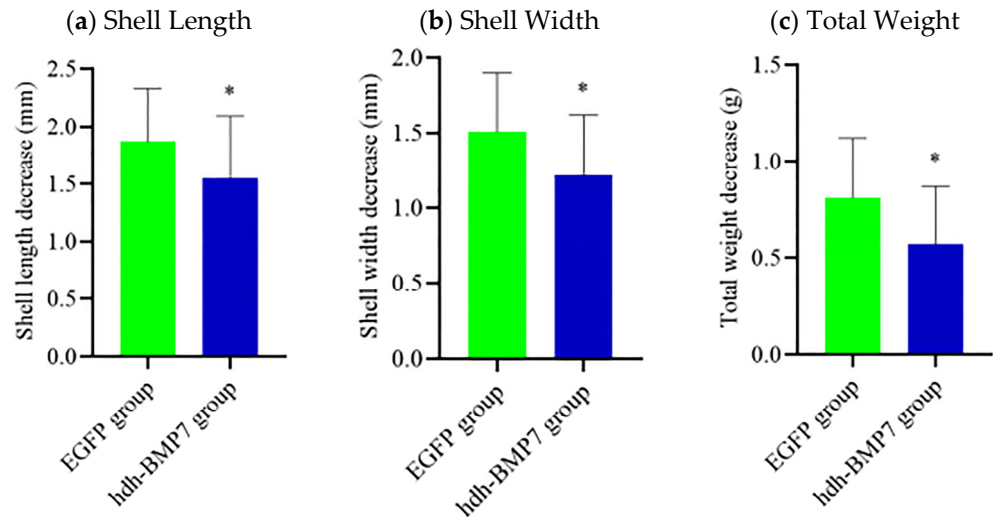 (a) Shell Length
Shell length decrease (mm)
2.5
2.0
1.5
1.0
0.5
0.0
*
EGFP group
hdh-BMP7 group
(b) Shell Width
Shell width decrease (mm)
2.0
1.5
1.0
0.5
0.0
*
EGFP group
hdh-BMP7 group
(c) Total Weight
Total weight decrease (g)
1.5
1.0
0.5
0.0
*
EGFP group
hdh-BMP7 group